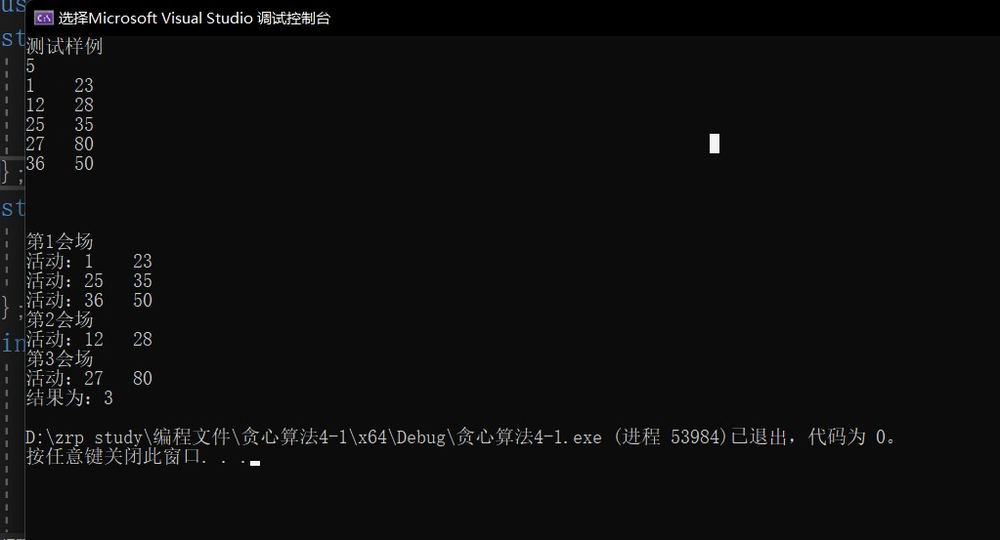 选择Microsoft Visual Studio 调试控制台
us
st
测试样例
5
1 23
12 28
25 35
27 80
36 50
};
st
第1会场
活动: 1 23
活动: 25 35
活动: 36 50
第2会场
活动: 12 28
第3会场
活动: 27 80
结果为: 3
};
in
D:\zrp study\编程文件\贪心算法4-1\x64\Debug\贪心算法4-1.exe (进程 53984)已退出，代码为 0。
按任意键关闭此窗口. . .